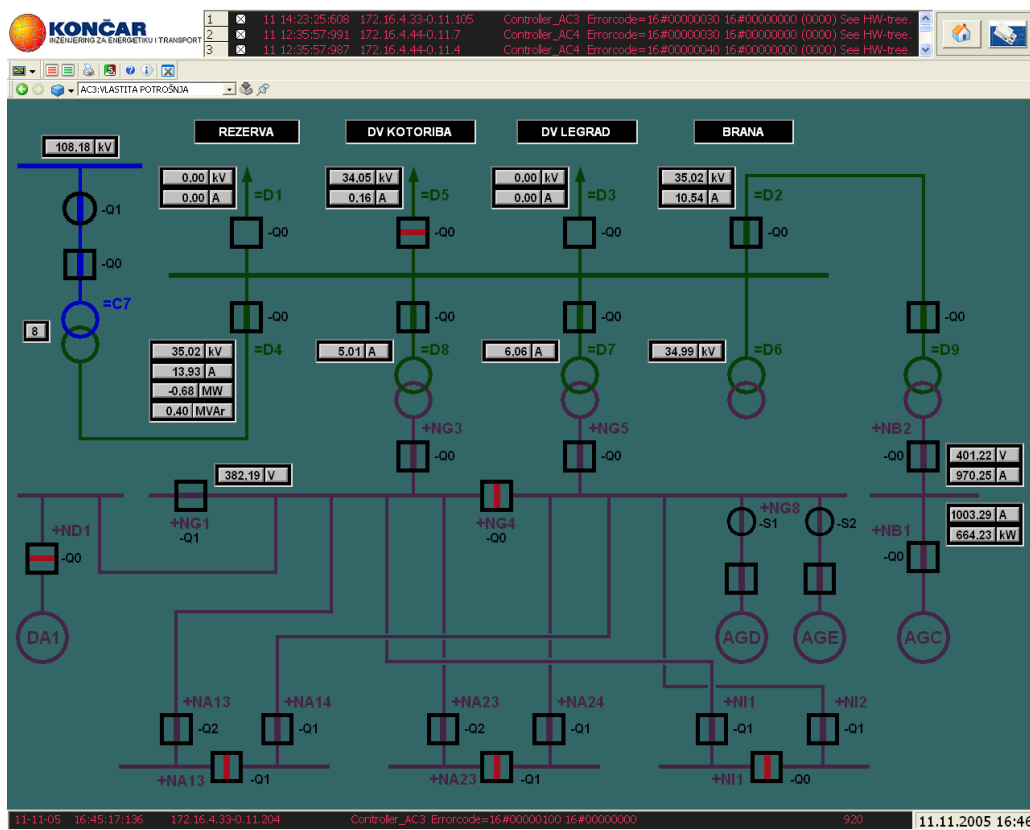 KONČAR
INŽENJERING ZA ENERGETIKU I TRANSPORT
1 11 14:23:25:608 172.16.4.33-0.11.105 Controller_AC3 Errorcode=16#00000030 16#00000000 (0000) See HW-tree.
2 11 12:35:57:991 172.16.4.44-0.11.7 Controller_AC4 Errorcode=16#00000030 16#00000000 (0000) See HW-tree.
3 11 12:35:57:987 172.16.4.44-0.11.4 Controller_AC4 Errorcode=16#00000040 16#00000000 (0000) See HW-tree.
AC3:VLASTITA POTROŠNJA
REZERVA DV KOTORIBA DV LEGRAD BRANA
108,18 kV
0,00 kV
0,00 A
=D1
34,05 kV
0,16 A
=D5
0,00 kV
0,00 A
=D3
35,02 kV
10,54 A
=D2
-Q1
-Q0 -Q0 -Q0 -Q0
-Q0
=C7
8
-Q0 -Q0 -Q0 -Q0
35,02 kV
13,93 A
-0,68 MW
0,40 MVAr
=D4
5,01 A
=D8
6,06 A
=D7
34,99 kV
=D6
=D9
+NG3 +NG5 +NB2
-Q0 -Q0 -Q0
401,22 V
970,25 A
382,19 V
+ND1
-Q0
+NG1
-Q1
+NG4
-Q0
+NG8
-S1 -S2
1003,29 A
664,23 kW
+NB1
-Q0
DA1 AGD AGE AGC
+NA13 +NA14 +NA23 +NA24 +NI1 +NI2
-Q2 -Q1 -Q2 -Q1 -Q1 -Q1
+NA13 -Q1 +NA23 -Q1 +NI1 -Q0
11-11-05 16:45:17:136 172.16.4.33-0.11.204 Controller_AC3 Errorcode=16#00000100 16#00000000 920 11.11.2005 16:46